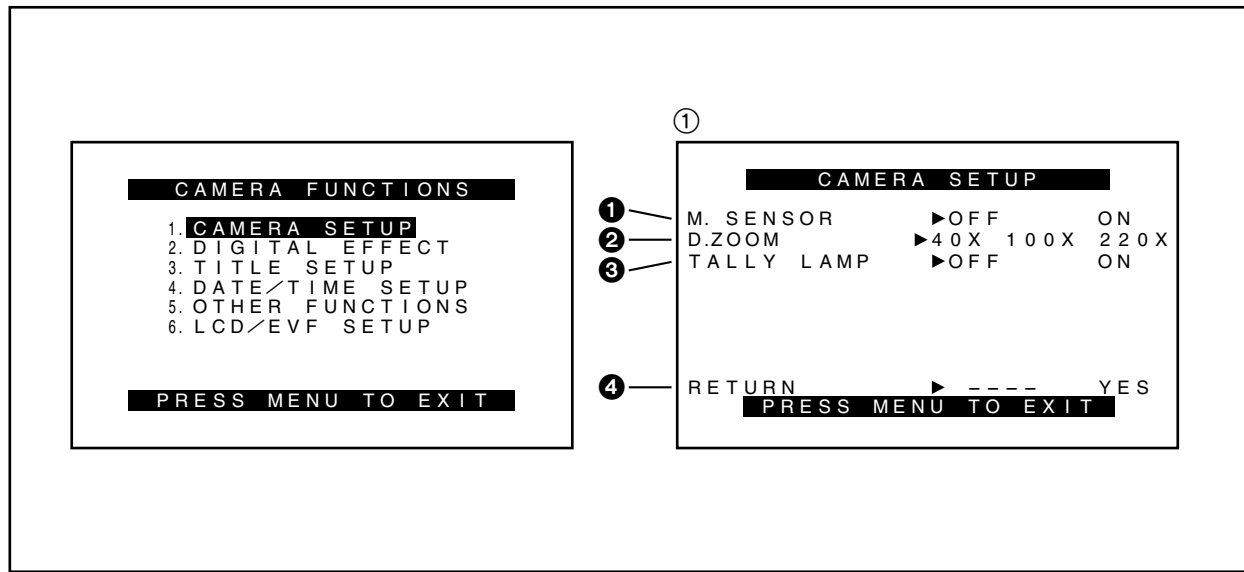 CAMERA FUNCTIONS
1. CAMERA SETUP
2. DIGITAL EFFECT
3. TITLE SETUP
4. DATE/TIME SETUP
5. OTHER FUNCTIONS
6. LCD/EVF SETUP
PRESS MENU TO EXIT
①
CAMERA SETUP
❶ M. SENSOR ▶OFF ON
❷ D.ZOOM ▶40X 100X 220X
❸ TALLY LAMP ▶OFF ON
❹ RETURN ▶ ---- YES
PRESS MENU TO EXIT